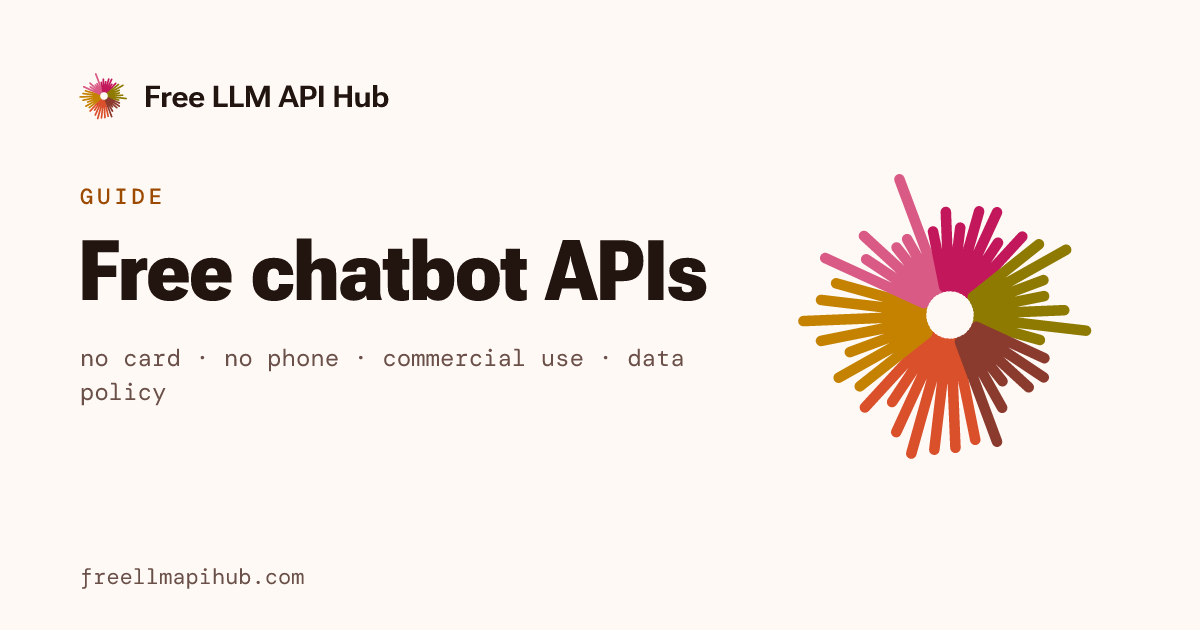 Free LLM API Hub
GUIDE
Free chatbot APIs
no card · no phone · commercial use · data
policy
freellmapihub.com